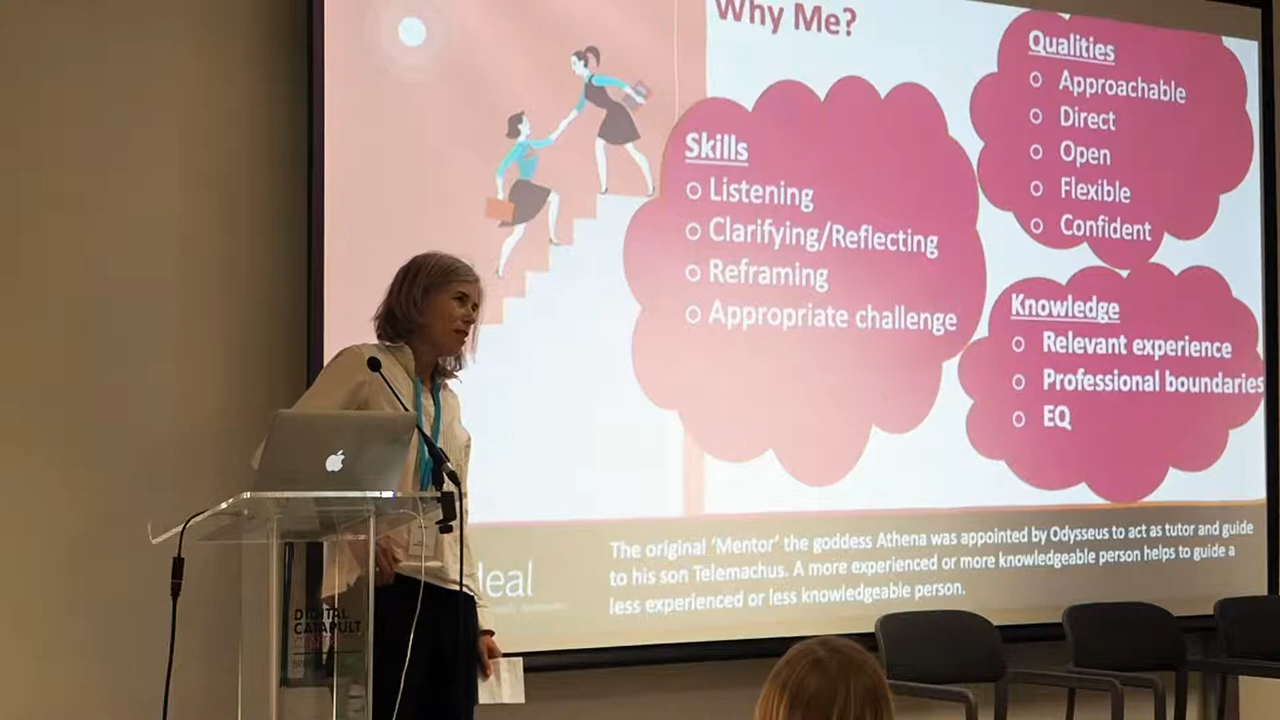 Why Me?
Skills
Listening
Clarifying/Reflecting
Reframing
Appropriate challenge
Qualities
Approachable
Direct
Open
Flexible
Confident
Knowledge
Relevant experience
Professional boundaries
EQ
The original ‘Mentor’ the goddess Athena was appointed by Odysseus to act as tutor and guide
to his son Telemachus. A more experienced or more knowledgeable person helps to guide a
less experienced or less knowledgeable person.
deal
DIGITAL
CATAPULT